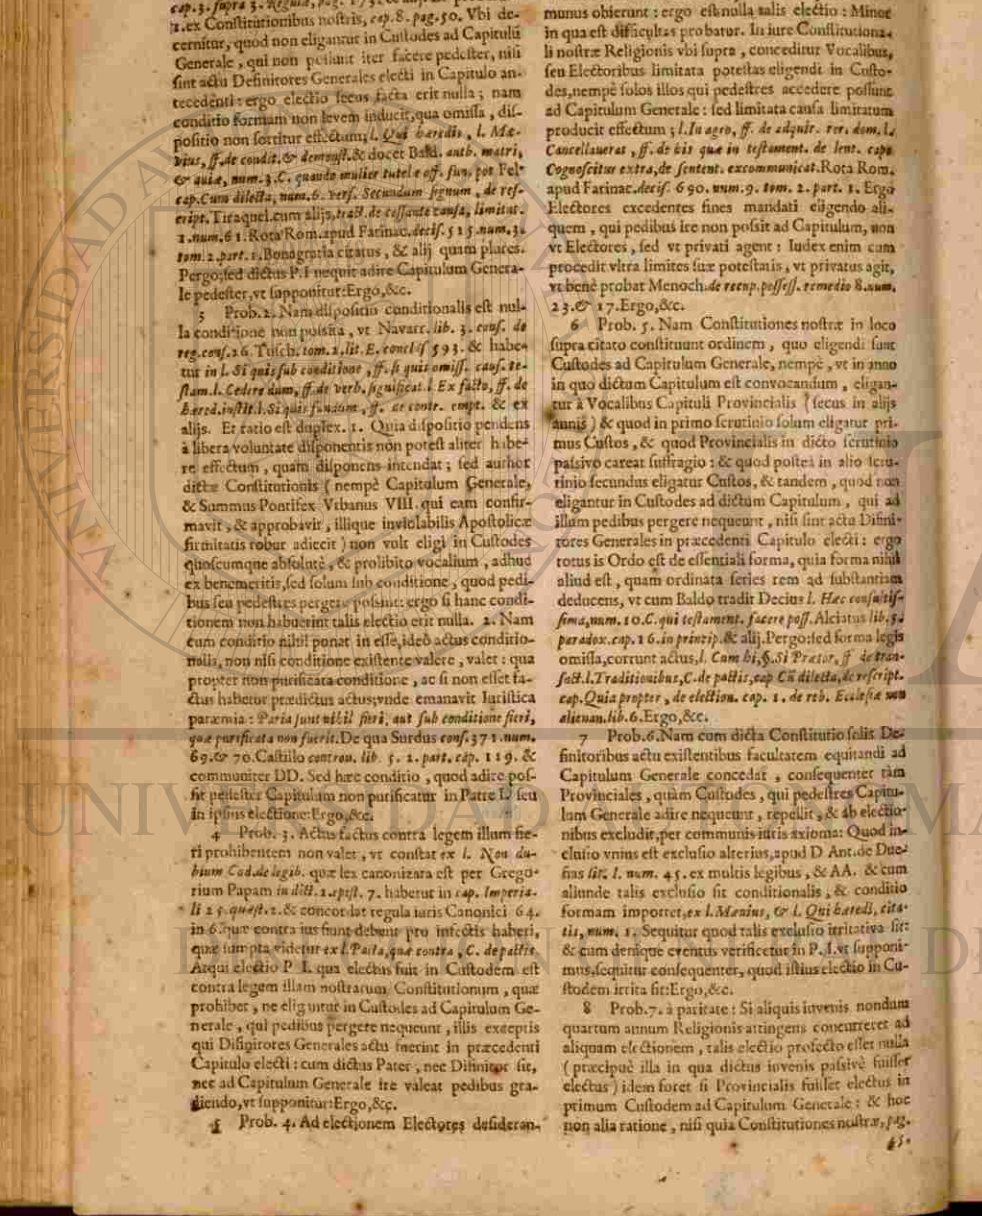 cap. 3. supra 3. Regulæ, pag.
1. ex Constitutionibus nostris, cap. 8. pag. 50. Vbi de-
cernitur, quod non eligantur in Custodes ad Capitulũ
Generale, qui non possunt iter facere pedester, nisi
sint actu Definitores Generales electi in Capitulo an-
tecedenti: ergo electio secus facta erit nulla; nam
conditio formam non levem inducit, qua omissa, dis-
positio non sortitur effectum; l. Qui hæredis, l. Mæ-
vius, ff. de condit. & demonst. & docet Bald. auth. matri,
& quia, num. 3. C. quando mulier tutelæ off. fun. pot Fel-
cap. Cum dilecta, num. 6. vers. Secundum signum, de res-
cript. Tiraquel. cum alijs, tract. de cessante causa, limitat.
1. num. 61. Rota Rom. apud Farinac. decis. 525. num. 3.
tom. 2. part. 1. Bonagratia citatus, & alij quam plures.
Pergo; sed dictus P. I nequit adire Capitulum Genera-
le pedester, vt supponitur: Ergo, &c.
3 Prob. 2. Nam dispositio conditionalis est nul-
la conditione non posita, vt Navarr. lib. 3. cons. de
reg. cons. 26. Tusch. tom. 2. lit. E. concl s 593. & habe-
tur in l. Si quis sub conditione, ff. si quis omiss. caus. te-
stam. l. Cedere dum, ff. de verb. significat. l Ex facto, ff. de
hæred. instit. l. Si quis fundum, ff. de contr. empt. & ex
alijs. Et ratio est duplex. 1. Quia dispositio pendens
à libera voluntate disponentis non potest aliter habe-
re effectum, quam disponens intendat; sed author
dictæ Constitutionis ( nempè Capitulum Generale,
& Summus Pontifex Vrbanus VIII. qui eam confir-
mavit, & approbavit, illique inviolabilis Apostolicæ
firmitatis robur adiecit ) non vult eligi in Custodes
quoscumque absolutè, & prolibito vocalium, adhuc
ex benemeritis, sed solum sub conditione, quod pedi-
bus seu pedestres pergere possint: ergo si hanc condi-
tionem non habuerint talis electio erit nulla. 2. Nam
cum conditio nihil ponat in esse, ideò actus conditio-
nalis, non nisi conditione existente valere, valet: qua
propter non purificata conditione, ac si non esset fa-
ctus habetur prædictus actus; vnde emanavit Iuristica
paræmia: Paria sunt nihil fieri, aut sub conditione fieri,
quæ purificata non fuerit. De qua Surdus cons. 371. num.
69. & 70. Castillo controu. lib. 5. 2. part. cap. 119. &
communiter DD. Sed hæc conditio, quod adire pos-
sit pedester Capitulum non purificatur in Patre I. seu
in ipsius electione: Ergo, &c.
4 Prob. 3. Actus factus contra legem illum fie-
ri prohibentem non valet, vt constat ex l. Non du-
bium Cod. de legib. quæ lex canonizata est per Grego-
rium Papam in dict. 2. epist. 7. habetur in cap. Imperia-
li 25. quæst. 2. & concordat regula iuris Canonici 64.
in 6. quæ contra ius fiunt debent pro infectis haberi,
quæ sumpta videtur ex l. Pacta, quæ contra, C. de pactis.
Atqui electio P I. qua electus fuit in Custodem est
contra legem illam nostrarum Constitutionum, quæ
prohibet, ne eligantur in Custodes ad Capitulum Ge-
nerale, qui pedibus pergere nequeunt, illis exceptis
qui Difinitores Generales actu fuerint in præcedenti
Capitulo electi: cum dictus Pater, nec Difinitor sit,
nec ad Capitulum Generale ire valeat pedibus gra-
diendo, vt supponitur: Ergo, &c.
5 Prob. 4. Ad electionem Electores desideran-
munus obierunt: ergo est nulla talis electio: Minor
in qua est difficultas probatur. In iure Constitutiona-
li nostræ Religionis vbi supra, conceditur Vocalibus,
seu Electoribus limitata potestas eligendi in Custo-
des, nempè solos illos qui pedestres accedere possunt
ad Capitulum Generale: sed limitata causa limitatum
producit effectum; l. In agro, ff. de adquir. rer. dom. l.
Cancellauerat, ff. de his quæ in testament. de lent. cap.
Cognoscitur extra, de sentent. excommunicat. Rota Rom.
apud Farinac. decis. 690. num. 9. tom. 2. part. 1. Ergo
Electores excedentes fines mandati eligendo ali-
quem, qui pedibus ire non possit ad Capitulum, non
vt Electores, sed vt privati agent: Iudex enim cum
procedit vltra limites suæ potestatis, vt privatus agit,
vt benè probat Menoch. de recup. possess. remedio 8. num.
23. & 17. Ergo, &c.
6 Prob. 5. Nam Constitutiones nostræ in loco
supra citato constituunt ordinem, quo eligendi sunt
Custodes ad Capitulum Generale, nempè, vt in anno
in quo dictum Capitulum est convocandum, eligan-
tur à Vocalibus Capituli Provincialis ( secus in alijs
annis ) & quod in primo scrutinio solum eligatur pri-
mus Custos, & quod Provincialis in dicto scrutinio
passivo careat suffragio: & quod postea in alio scru-
tinio secundus eligatur Custos, & tandem, quod non
eligantur in Custodes ad dictum Capitulum, qui ad
illum pedibus pergere nequeunt, nisi sint actu Difini-
tores Generales in præcedenti Capitulo electi: ergo
totus is Ordo est de essentiali forma, quia forma nihil
aliud est, quam ordinata series rem ad substantiam
deducens, vt cum Baldo tradit Decius l. Hæc consultis-
sima, num. 10. C. qui testament. facere poss. Alciatus lib. 5.
paradox. cap. 16. in princip. & alij. Pergo: sed forma legis
omissa, corruit actus, l. Cum hi, §. Si Prætor, ff de tran-
sact. l. Traditionibus, C. de pactis, cap Cũ dilecta, de rescript.
cap. Quia propter, de election. cap. 1. de reb. Ecclesiæ non
alienan. lib. 6. Ergo, &c.
7 Prob. 6. Nam cum dicta Constitutio solis De-
finitoribus actu existentibus facultatem equitandi ad
Capitulum Generale concedat, consequenter tàm
Provinciales, quàm Custodes, qui pedestres Capitu-
lum Generale adire nequeunt, repellit, & ab electio-
nibus excludit, per communis iuris axioma: Quod in-
clusio vnius est exclusio alterius, apud D Ant. de Due-
ñas lit. I. num. 45. ex multis legibus, & AA. & cum
aliunde talis exclusio sit conditionalis, & conditio
formam importet, ex l. Mænius, & l. Qui hæredi, cita-
tis, num. 1. Sequitur quod talis exclusio irritativa sit:
& cum denique eventus verificetur in P. I. vt supponi-
mus, sequitur consequenter, quod istius electio in Cu-
stodem irrita sit: Ergo, &c.
8 Prob. 7. à paritate: Si aliquis iuvenis nondum
quartum annum Religionis attingens concurreret ad
aliquam electionem, talis electio profecto esset nulla
( præcipuè illa in qua dictus iuvenis passivè fuisset
electus ) idem foret si Provincialis fuisset electus in
primum Custodem ad Capitulum Generale: & hoc
non alia ratione, nisi quia Constitutiones nostræ, pag.
45.